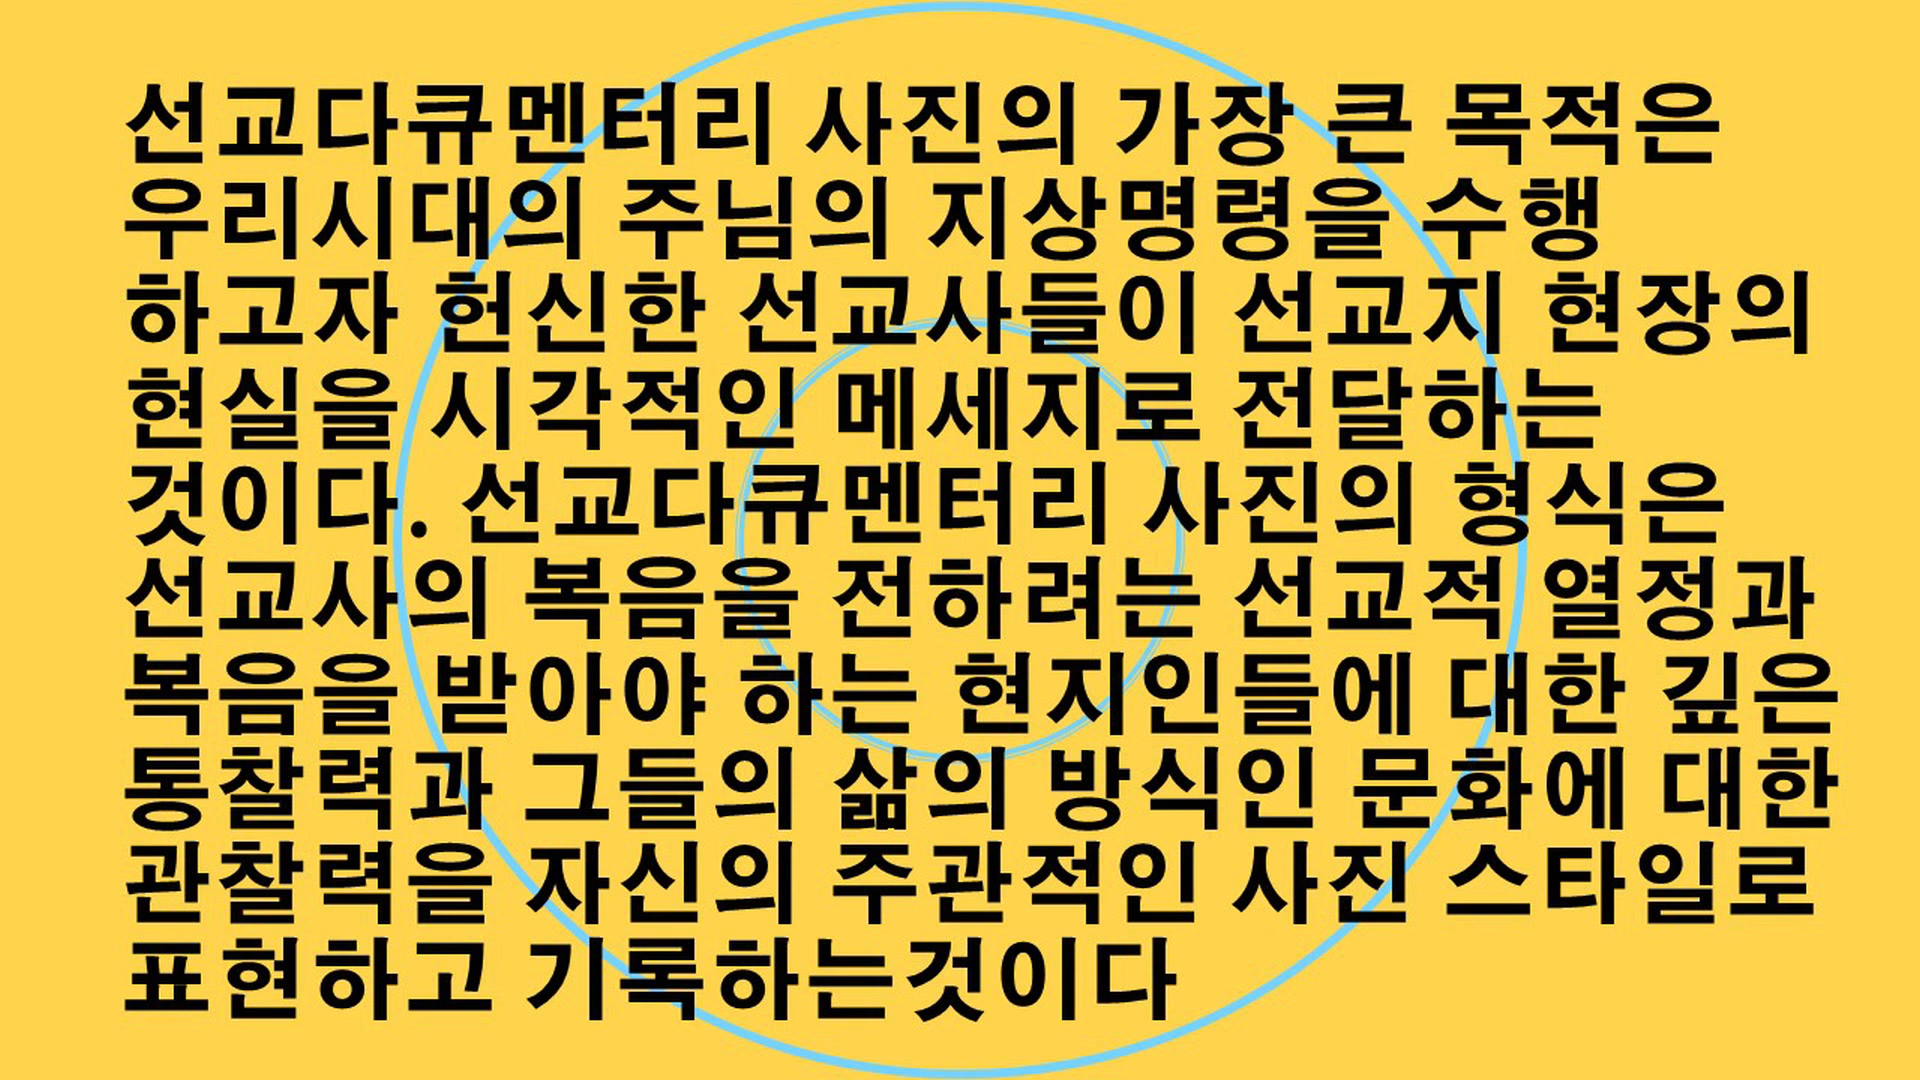 선교다큐멘터리 사진의 가장 큰 목적은
우리시대의 주님의 지상명령을 수행
하고자 헌신한 선교사들이 선교지 현장의
현실을 시각적인 메세지로 전달하는
것이다. 선교다큐멘터리 사진의 형식은
선교사의 복음을 전하려는 선교적 열정과
복음을 받아야 하는 현지인들에 대한 깊은
통찰력과 그들의 삶의 방식인 문화에 대한
관찰력을 자신의 주관적인 사진 스타일로
표현하고 기록하는것이다